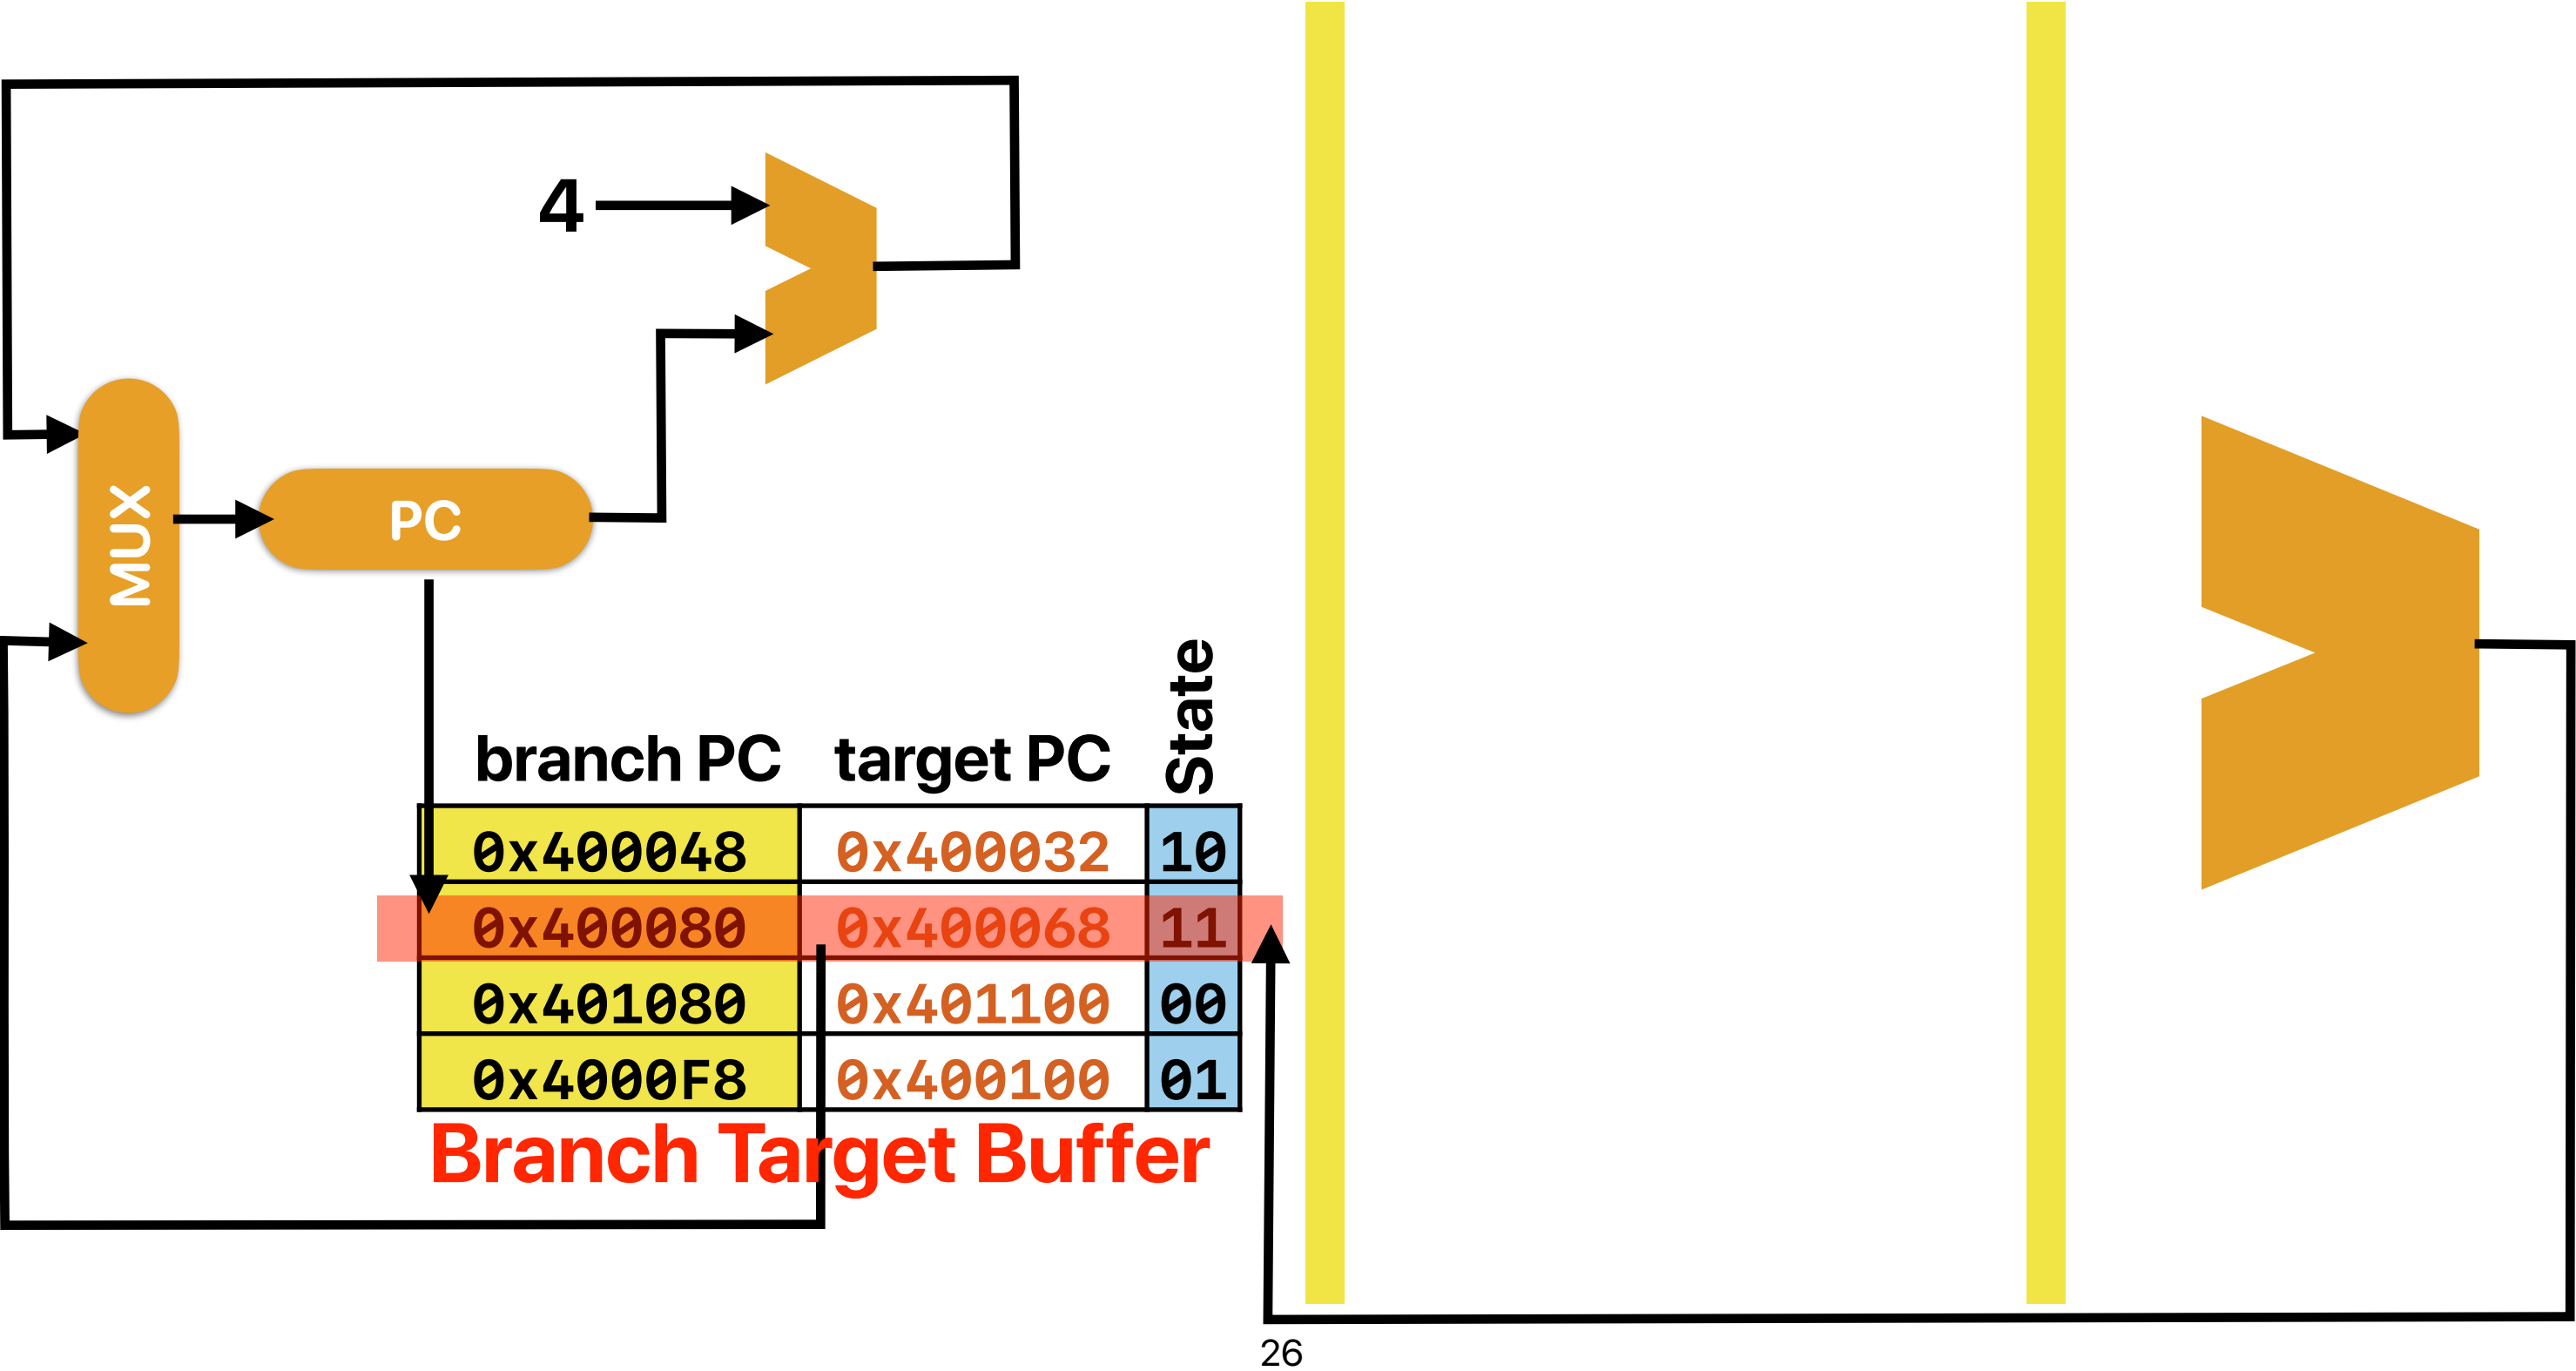 4
MUX
PC
branch PC target PC State
0x400048 0x400032 10
0x400080 0x400068 11
0x401080 0x401100 00
0x4000F8 0x400100 01
Branch Target Buffer
26